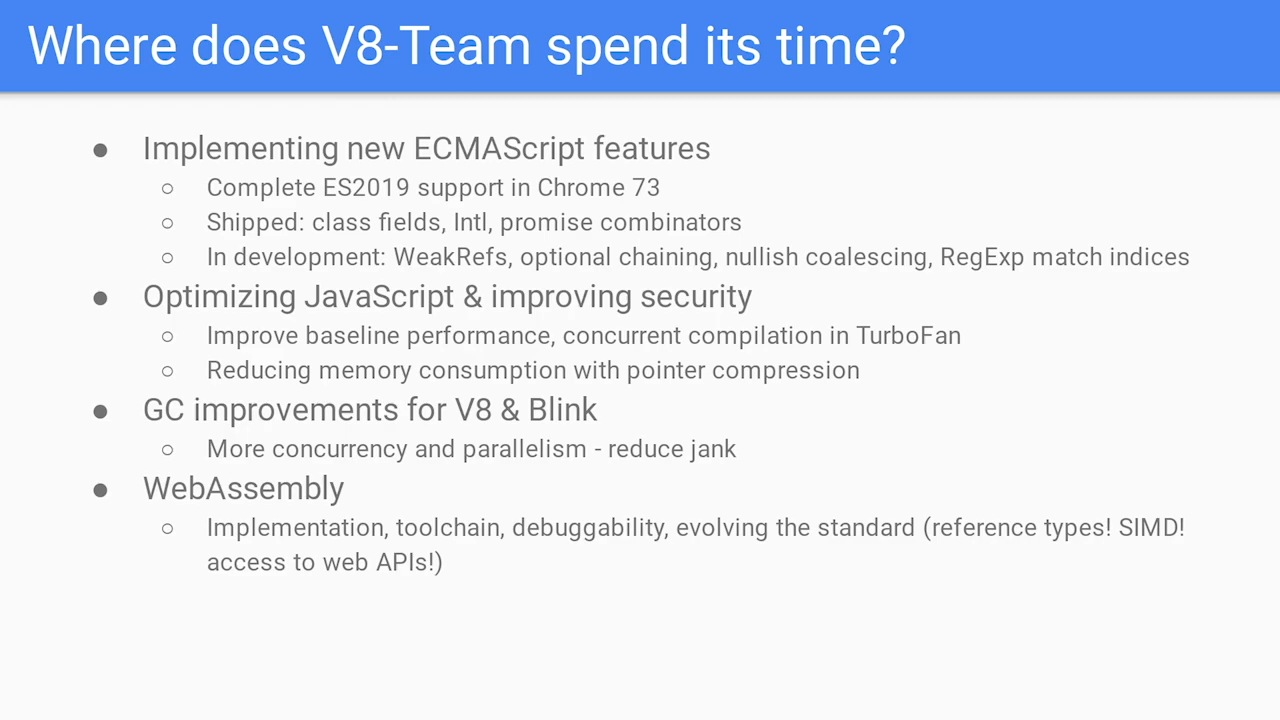 Where does V8-Team spend its time?
● Implementing new ECMAScript features
○ Complete ES2019 support in Chrome 73
○ Shipped: class fields, Intl, promise combinators
○ In development: WeakRefs, optional chaining, nullish coalescing, RegExp match indices
● Optimizing JavaScript & improving security
○ Improve baseline performance, concurrent compilation in TurboFan
○ Reducing memory consumption with pointer compression
● GC improvements for V8 & Blink
○ More concurrency and parallelism - reduce jank
● WebAssembly
○ Implementation, toolchain, debuggability, evolving the standard (reference types! SIMD!
access to web APIs!)